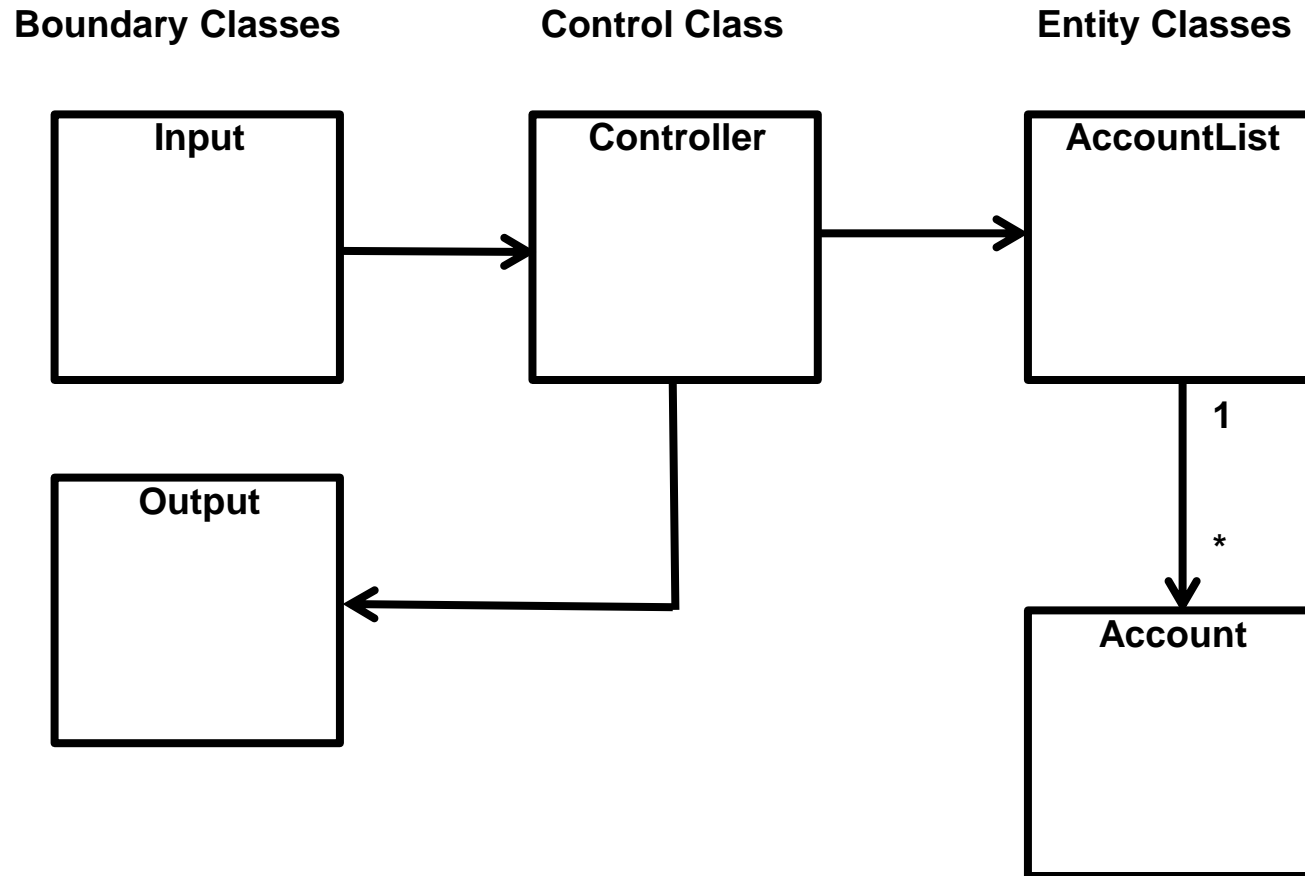 Boundary Classes
Control Class
Entity Classes
Input
Controller
AccountList
1
*
Output
Account